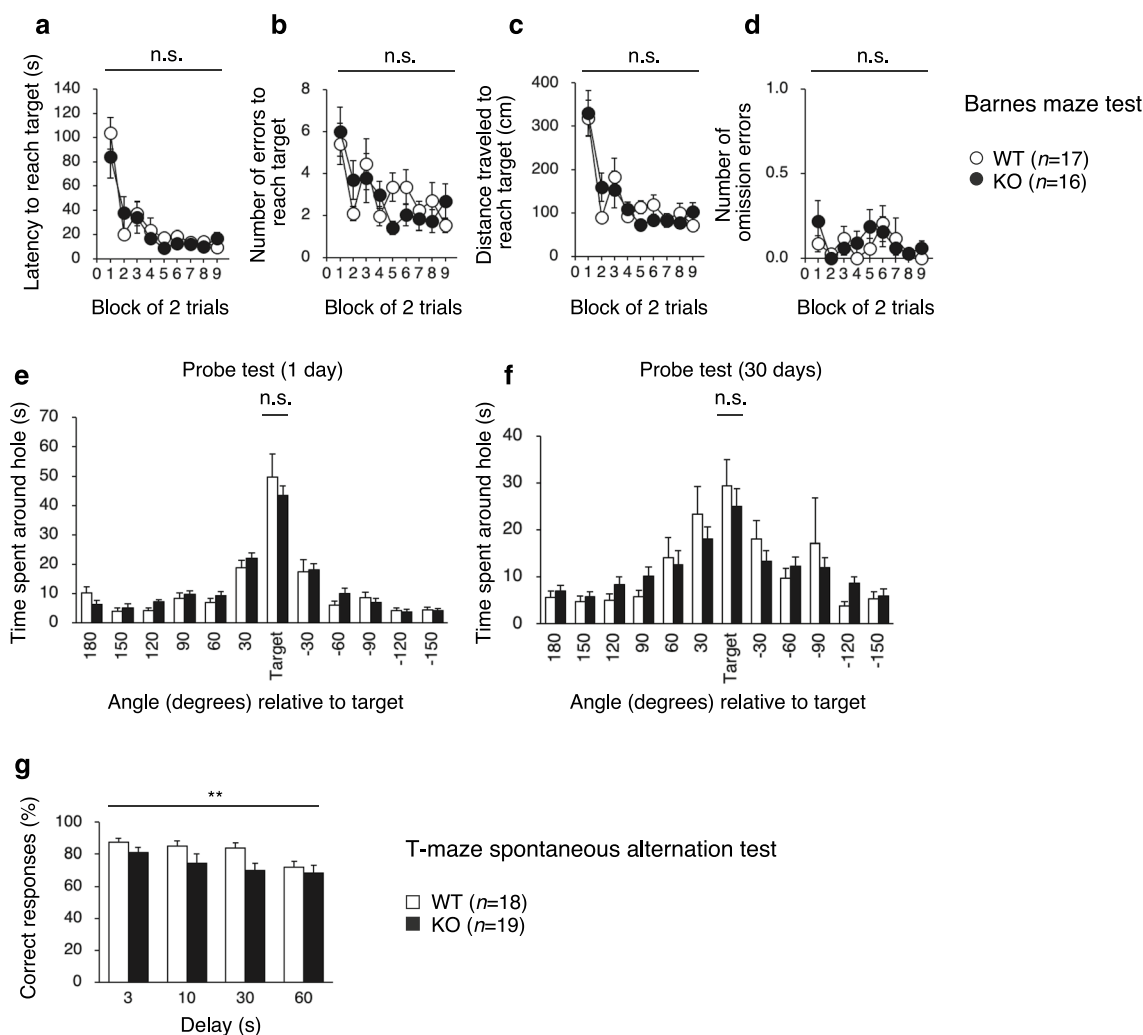 a
n.s.
Latency to reach target (s)
140
120
100
80
60
40
20
0
0 1 2 3 4 5 6 7 8 9
Block of 2 trials
b
n.s.
Number of errors to
reach target
8
6
4
2
0
0 1 2 3 4 5 6 7 8 9
Block of 2 trials
c
n.s.
Distance traveled to
reach target (cm)
400
300
200
100
0
0 1 2 3 4 5 6 7 8 9
Block of 2 trials
d
n.s.
Number of
omission errors
1.0
0.5
0.0
0 1 2 3 4 5 6 7 8 9
Block of 2 trials
Barnes maze test
WT (n=17)
KO (n=16)
e
Probe test (1 day)
n.s.
Time spent around hole (s)
70
60
50
40
30
20
10
0
180 150 120 90 60 30 Target -30 -60 -90 -120 -150
Angle (degrees) relative to target
f
Probe test (30 days)
n.s.
Time spent around hole (s)
40
30
20
10
0
180 150 120 90 60 30 Target -30 -60 -90 -120 -150
Angle (degrees) relative to target
g
**
Correct responses (%)
100
80
60
40
20
0
3 10 30 60
Delay (s)
T-maze spontaneous alternation test
WT (n=18)
KO (n=19)